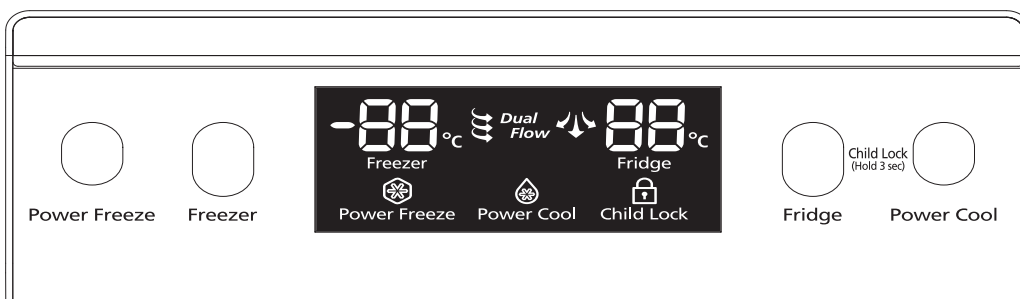 -88°C
Dual
Flow
88°C
Freezer
Fridge
Power Freeze
Power Cool
Child Lock
Power Freeze
Freezer
Child Lock
(Hold 3 sec)
Fridge
Power Cool